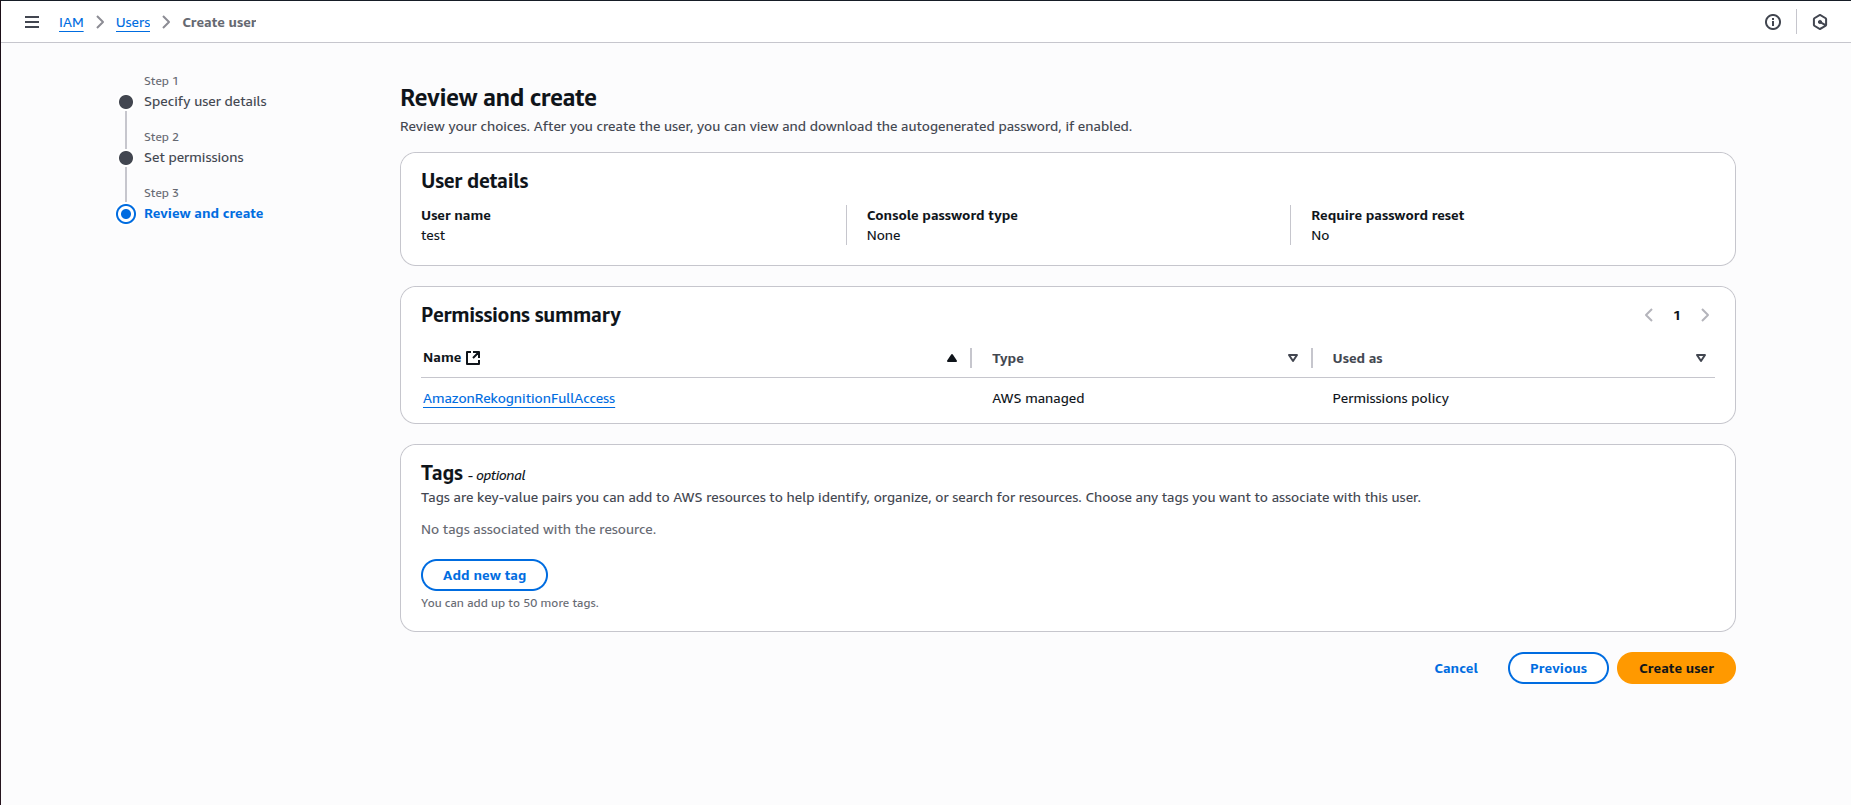 IAM > Users > Create user
Step 1
Specify user details
Step 2
Set permissions
Step 3
Review and create
Review and create
Review your choices. After you create the user, you can view and download the autogenerated password, if enabled.
User details
User name
test
Console password type
None
Require password reset
No
Permissions summary
1
Name Type Used as
AmazonRekognitionFullAccess AWS managed Permissions policy
Tags - optional
Tags are key-value pairs you can add to AWS resources to help identify, organize, or search for resources. Choose any tags you want to associate with this user.
No tags associated with the resource.
Add new tag
You can add up to 50 more tags.
Cancel Previous Create user